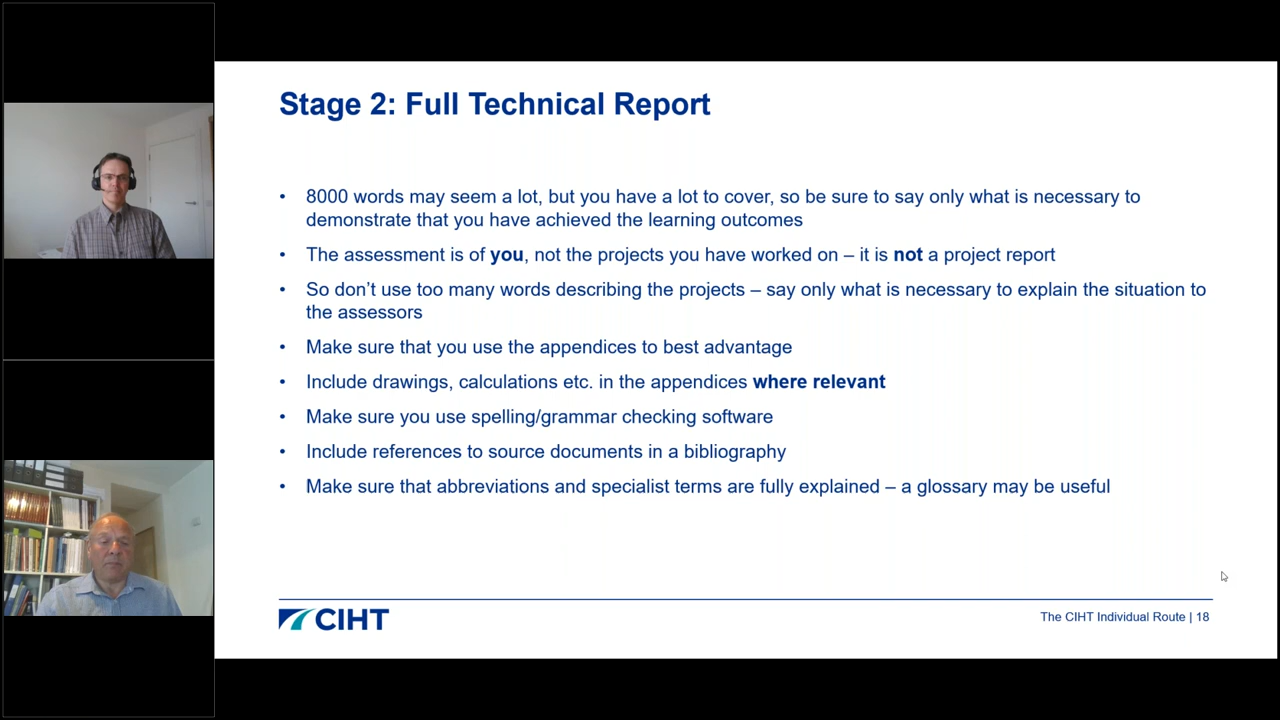 Stage 2: Full Technical Report
• 8000 words may seem a lot, but you have a lot to cover, so be sure to say only what is necessary to
demonstrate that you have achieved the learning outcomes
• The assessment is of you, not the projects you have worked on – it is not a project report
• So don’t use too many words describing the projects – say only what is necessary to explain the situation to
the assessors
• Make sure that you use the appendices to best advantage
• Include drawings, calculations etc. in the appendices where relevant
• Make sure you use spelling/grammar checking software
• Include references to source documents in a bibliography
• Make sure that abbreviations and specialist terms are fully explained – a glossary may be useful
CIHT
The CIHT Individual Route | 18